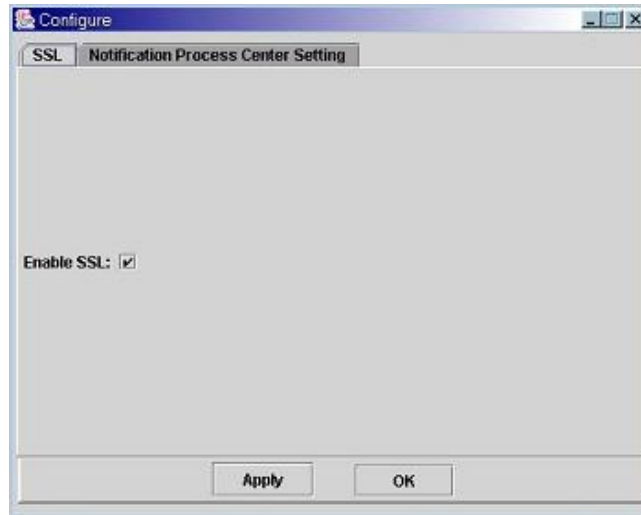 Configure
SSL Notification Process Center Setting
Enable SSL:
Apply OK